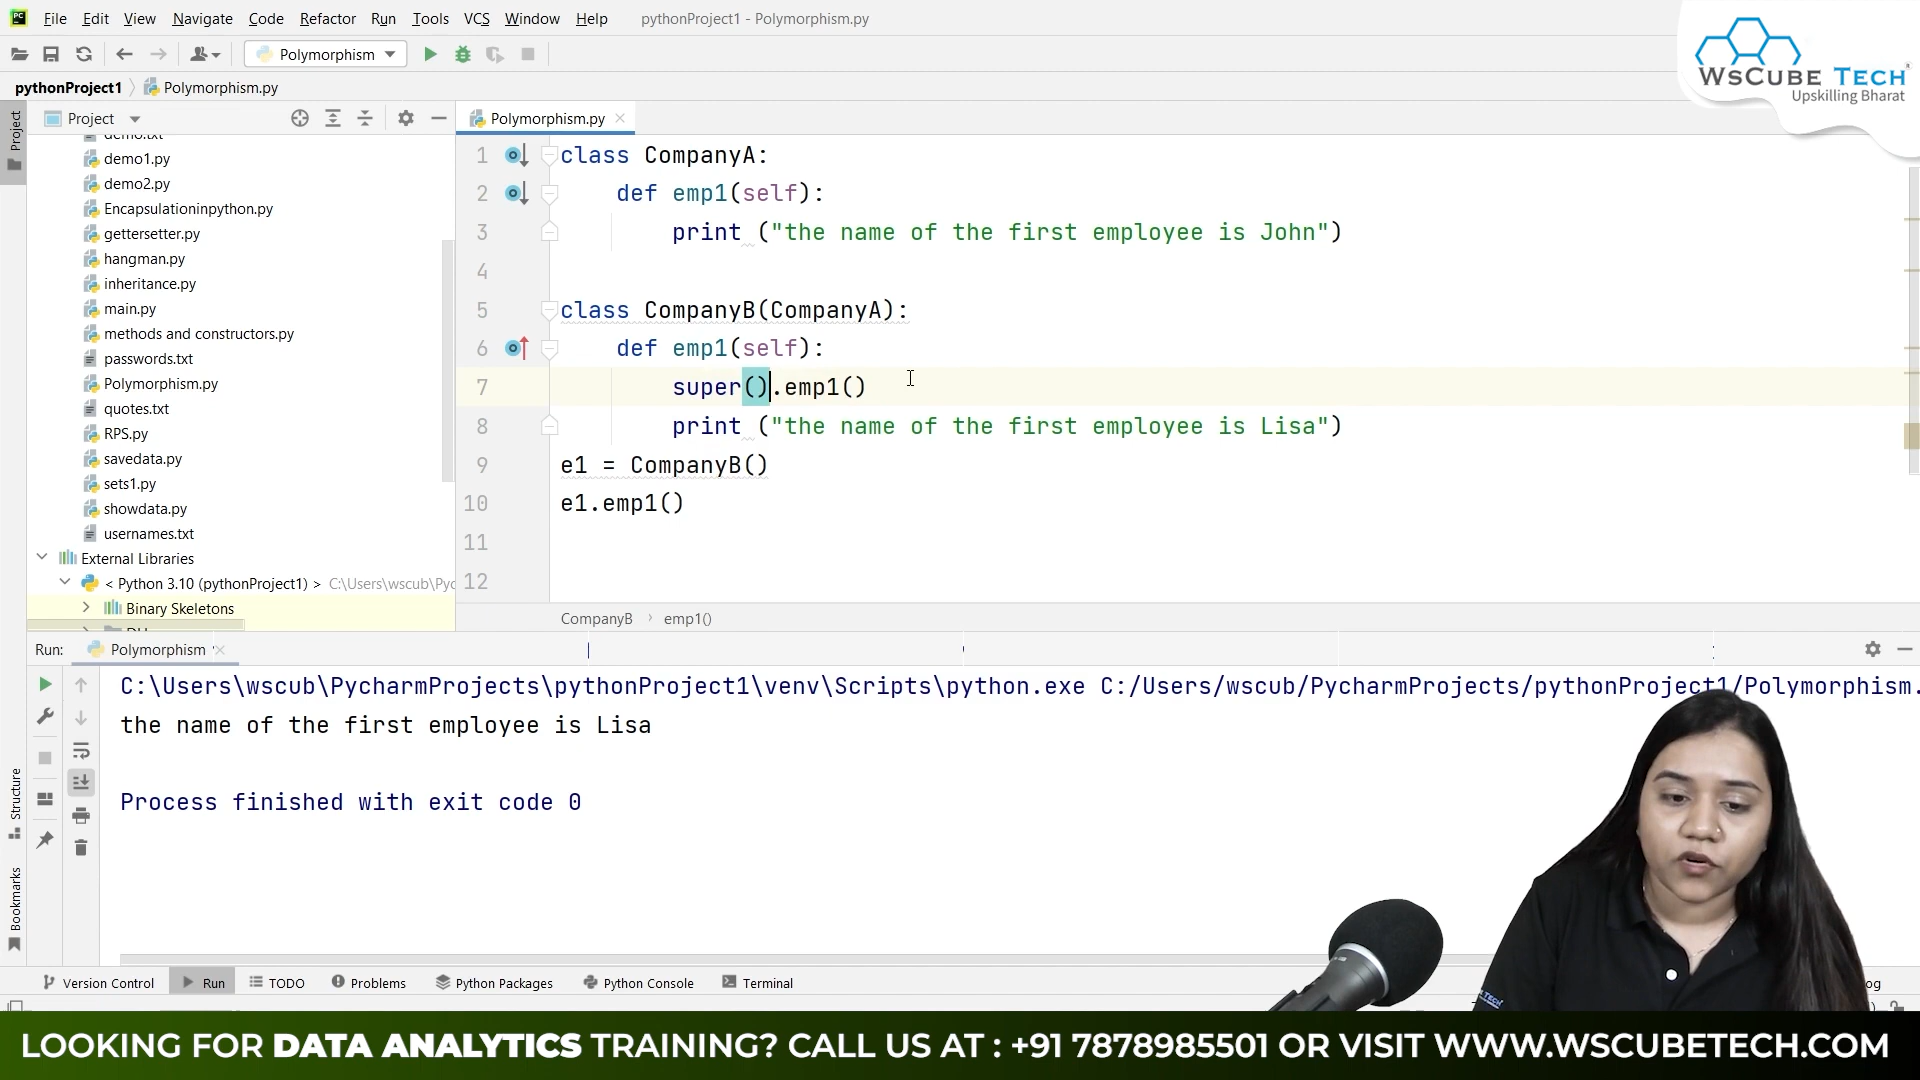 File Edit View Navigate Code Refactor Run Tools VCS Window Help pythonProject1 - Polymorphism.py
Polymorphism
WsCube Tech
Upskilling Bharat
pythonProject1 Polymorphism.py
Project
Project
Polymorphism.py
demo.txt
demo1.py
demo2.py
Encapsulationinpython.py
gettersetter.py
hangman.py
inheritance.py
main.py
methods and constructors.py
passwords.txt
Polymorphism.py
quotes.txt
RPS.py
savedata.py
sets1.py
showdata.py
usernames.txt
External Libraries
< Python 3.10 (pythonProject1) > C:\Users\wscub\Pyc
Binary Skeletons
1 class CompanyA:
2 def emp1(self):
3 print ("the name of the first employee is John")
4
5 class CompanyB(CompanyA):
6 def emp1(self):
7 super().emp1()
8 print ("the name of the first employee is Lisa")
9 e1 = CompanyB()
10 e1.emp1()
11
12
CompanyB emp1()
Run: Polymorphism
C:\Users\wscub\PycharmProjects\pythonProject1\venv\Scripts\python.exe C:/Users/wscub/PycharmProjects/pythonProject1/Polymorphism.
the name of the first employee is Lisa
Process finished with exit code 0
Structure
Bookmarks
Version Control Run TODO Problems Python Packages Python Console Terminal
LOOKING FOR DATA ANALYTICS TRAINING? CALL US AT : +91 7878985501 OR VISIT WWW.WSCUBETECH.COM